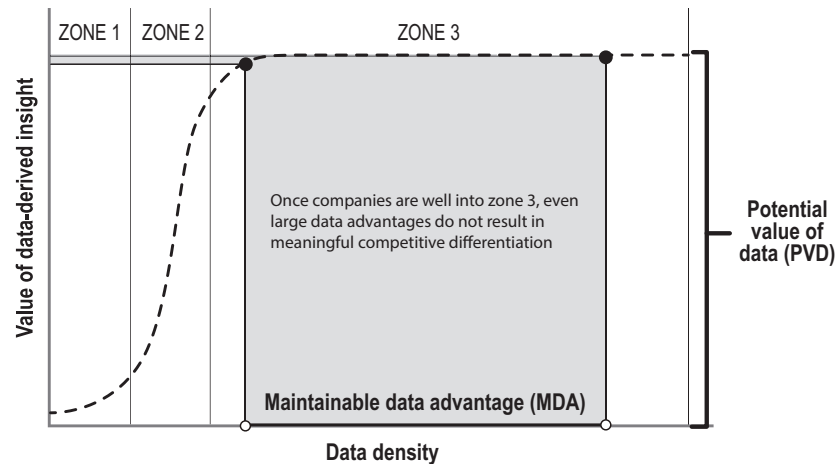 ZONE 1
ZONE 2
ZONE 3
Value of data-derived insight
Once companies are well into zone 3, even
large data advantages do not result in
meaningful competitive differentiation
Potential
value of
data (PVD)
Maintainable data advantage (MDA)
Data density